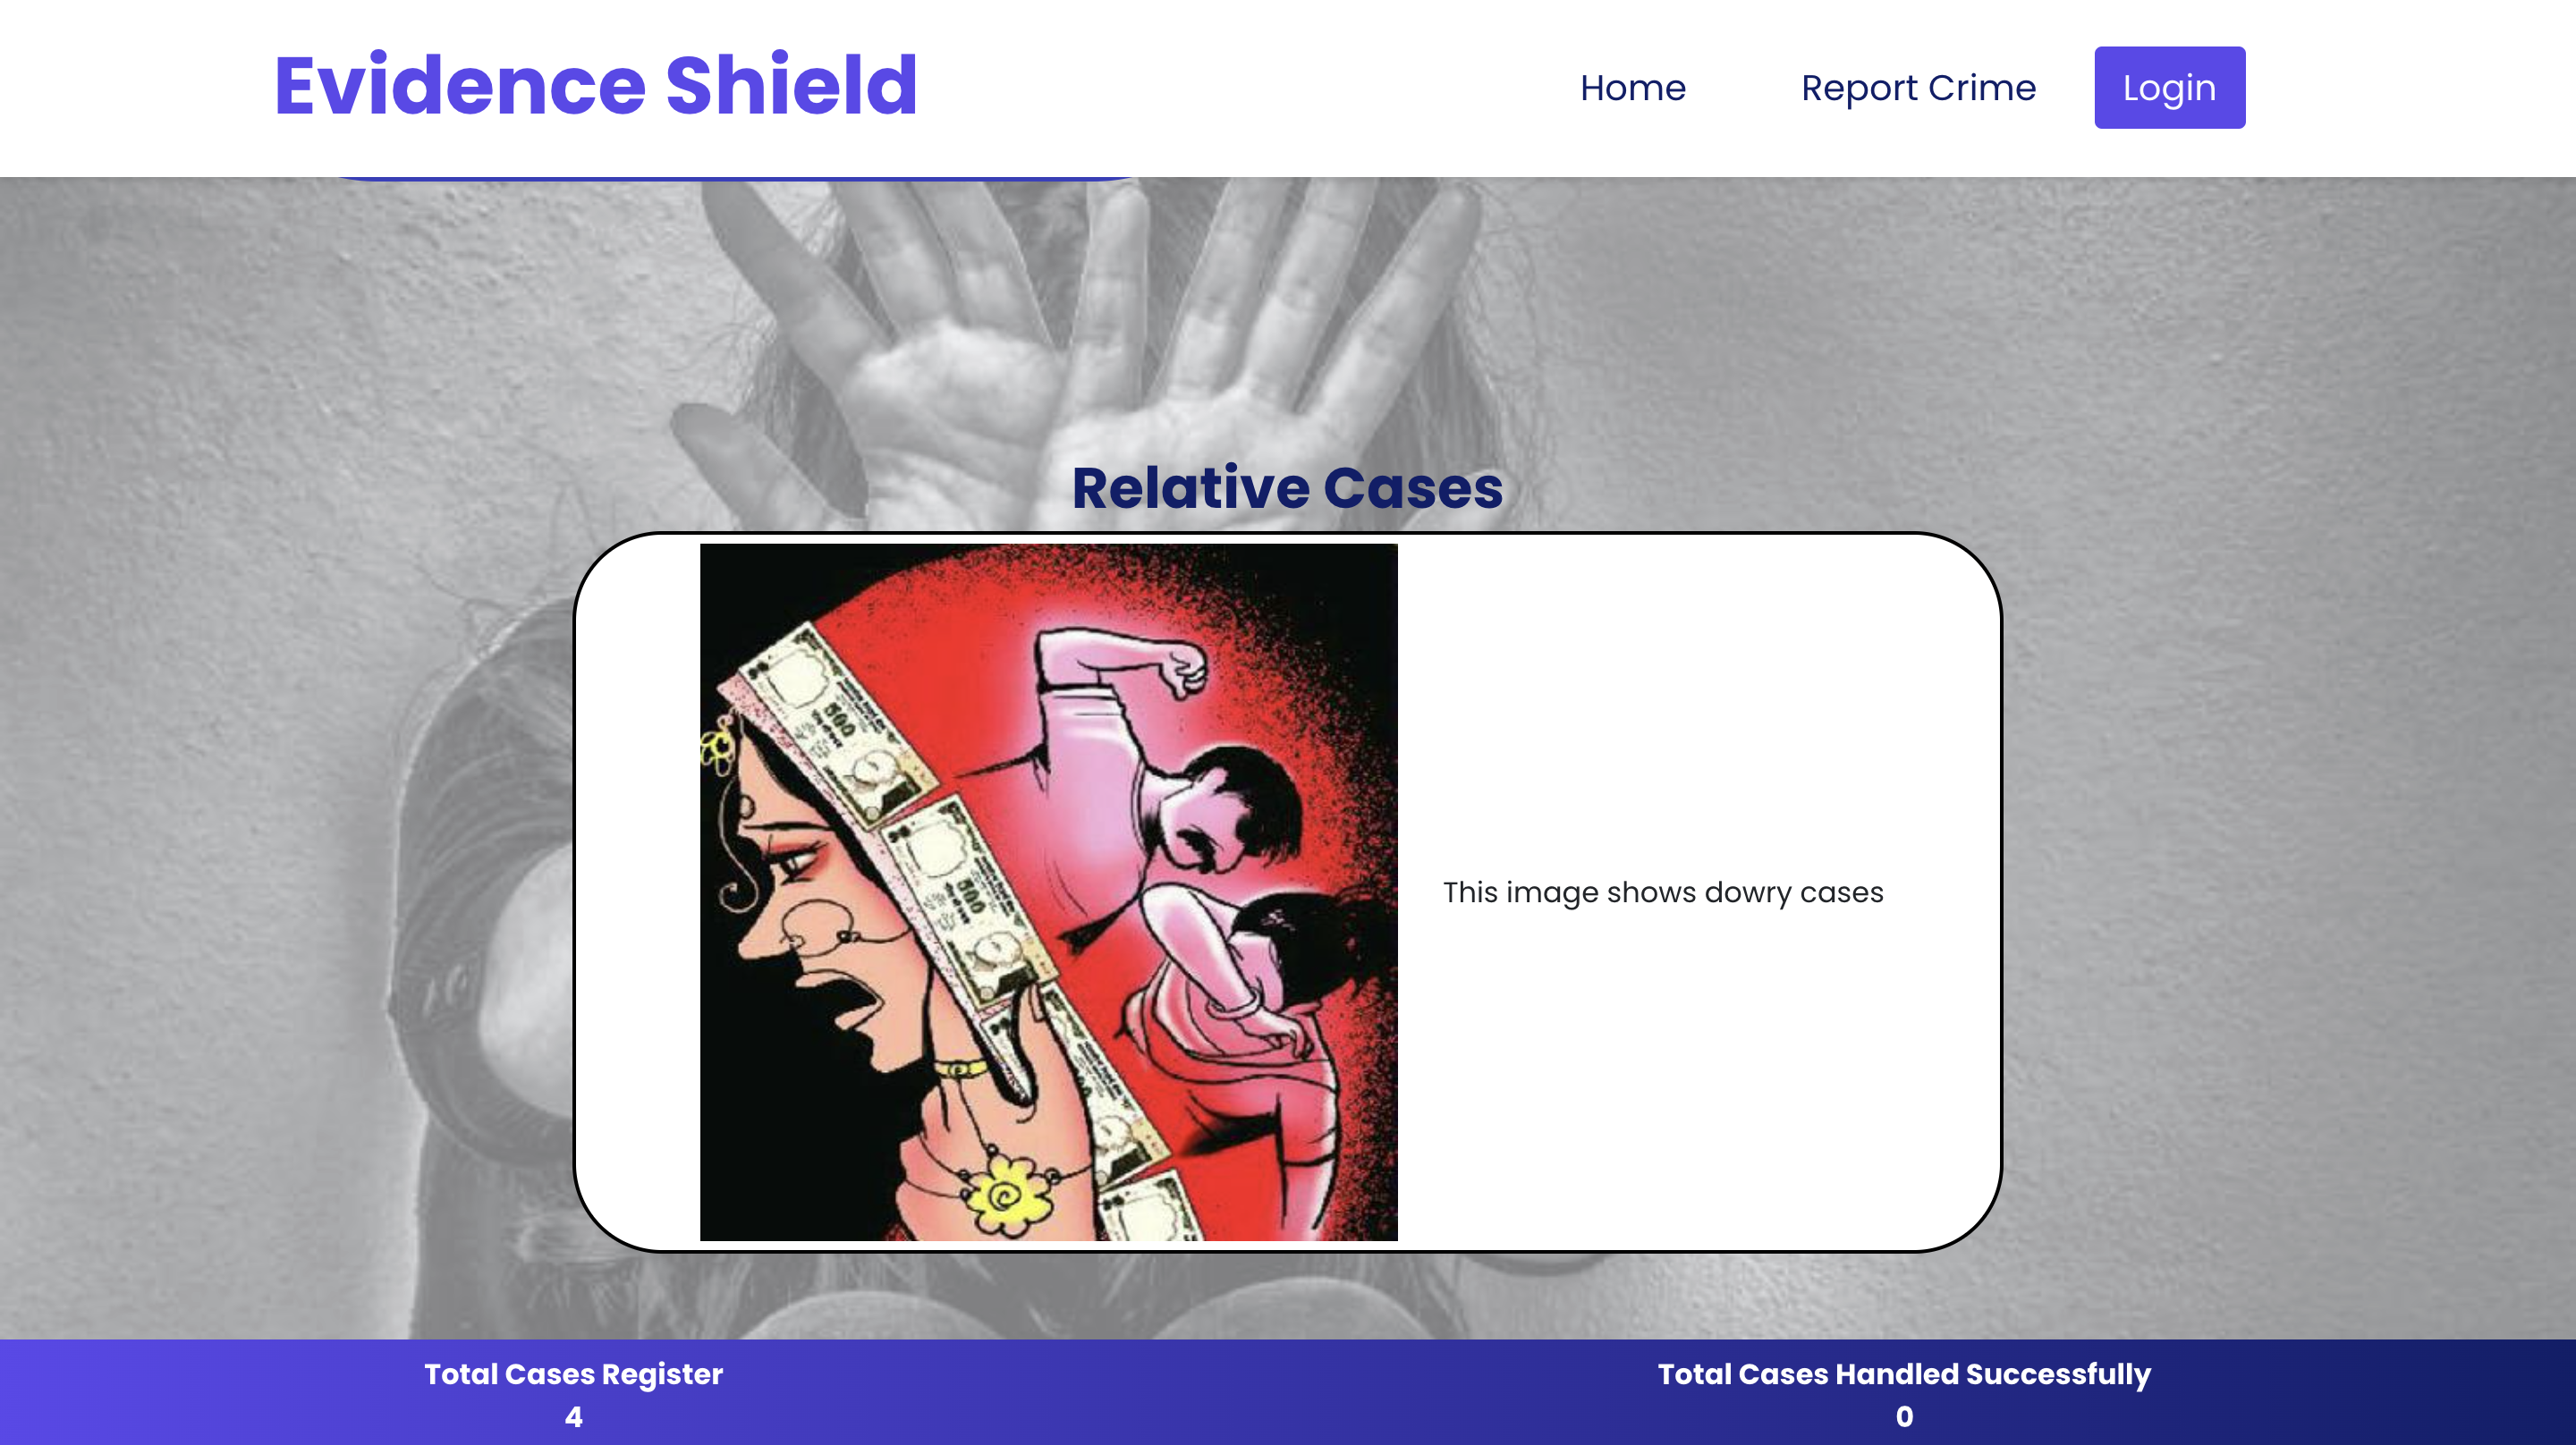 Evidence Shield
Home
Report Crime
Login
Relative Cases
500
500
This image shows dowry cases
Total Cases Register
4
Total Cases Handled Successfully
0